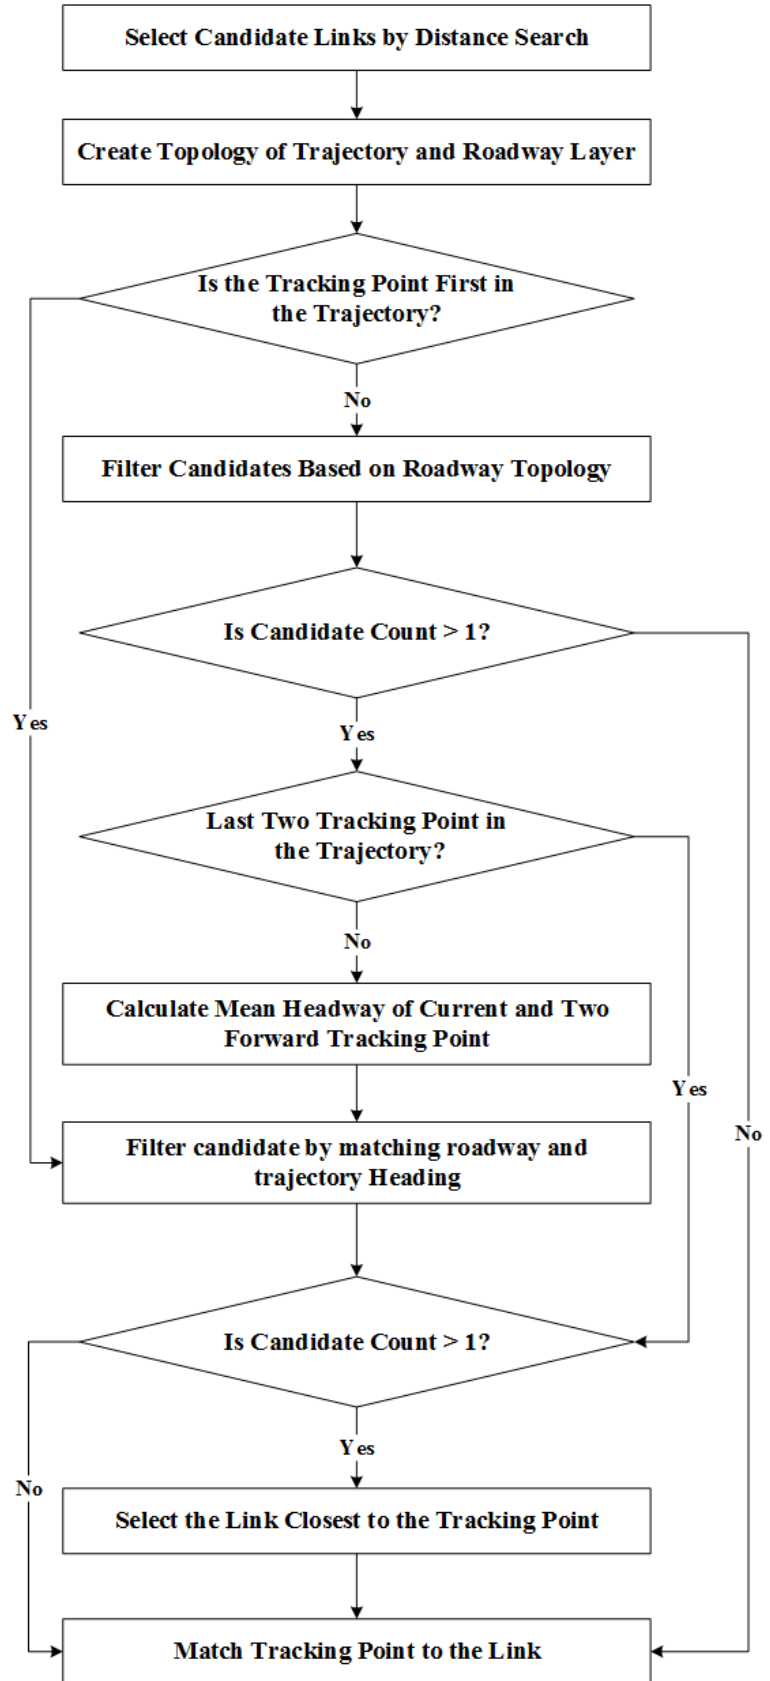 Select Candidate Links by Distance Search
Create Topology of Trajectory and Roadway Layer
Is the Tracking Point First in
the Trajectory?
No
Filter Candidates Based on Roadway Topology
Is Candidate Count > 1?
Yes
Yes
Last Two Tracking Point in
the Trajectory?
No
Calculate Mean Headway of Current and Two
Forward Tracking Point
Yes
No
Filter candidate by matching roadway and
trajectory Heading
Is Candidate Count > 1?
Yes
No
Select the Link Closest to the Tracking Point
Match Tracking Point to the Link